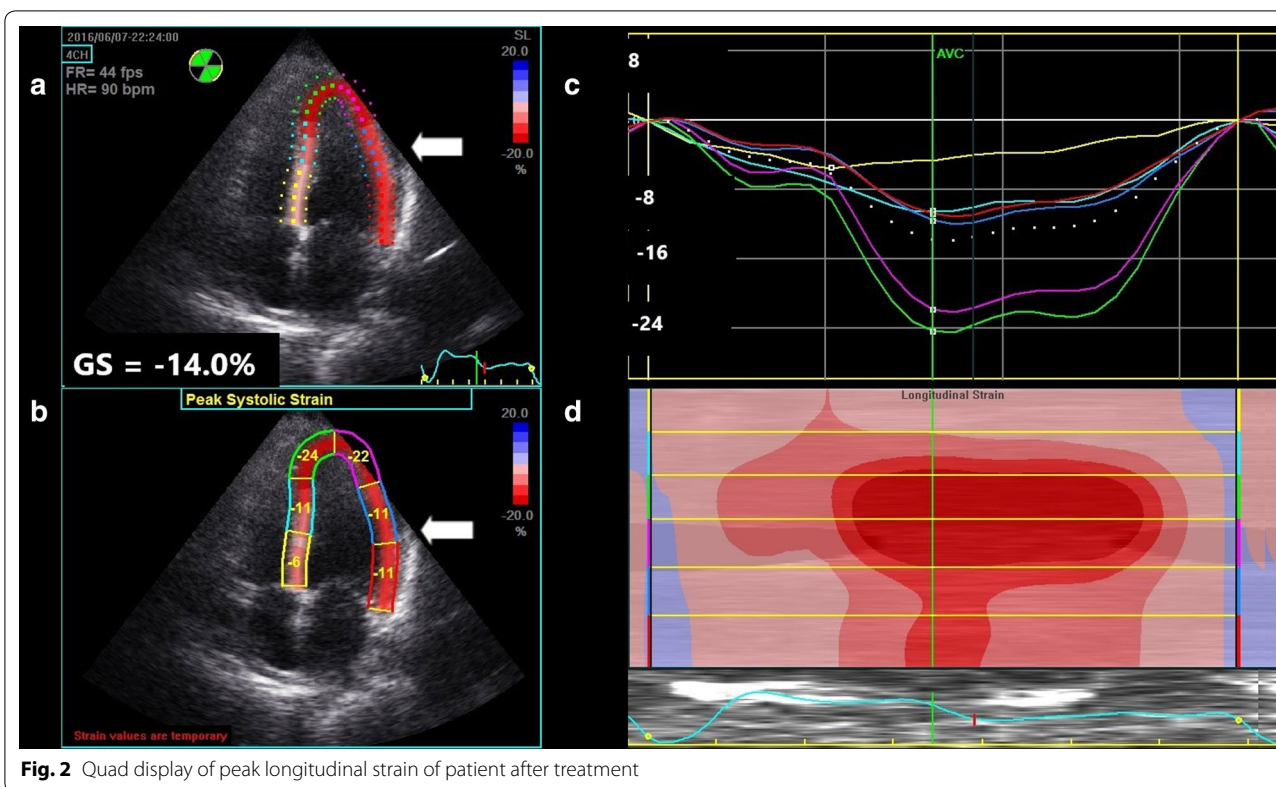 a
2016/06/07-22:24:00
4CH
FR= 44 fps
HR= 90 bpm
SL
20.0
-20.0
%
GS = -14.0%
b
Peak Systolic Strain
20.0
-20.0
%
-24
-22
-11
-11
-6
-11
Strain values are temporary
c
8
-8
-16
-24
AVC
d
Longitudinal Strain
Fig. 2 Quad display of peak longitudinal strain of patient after treatment